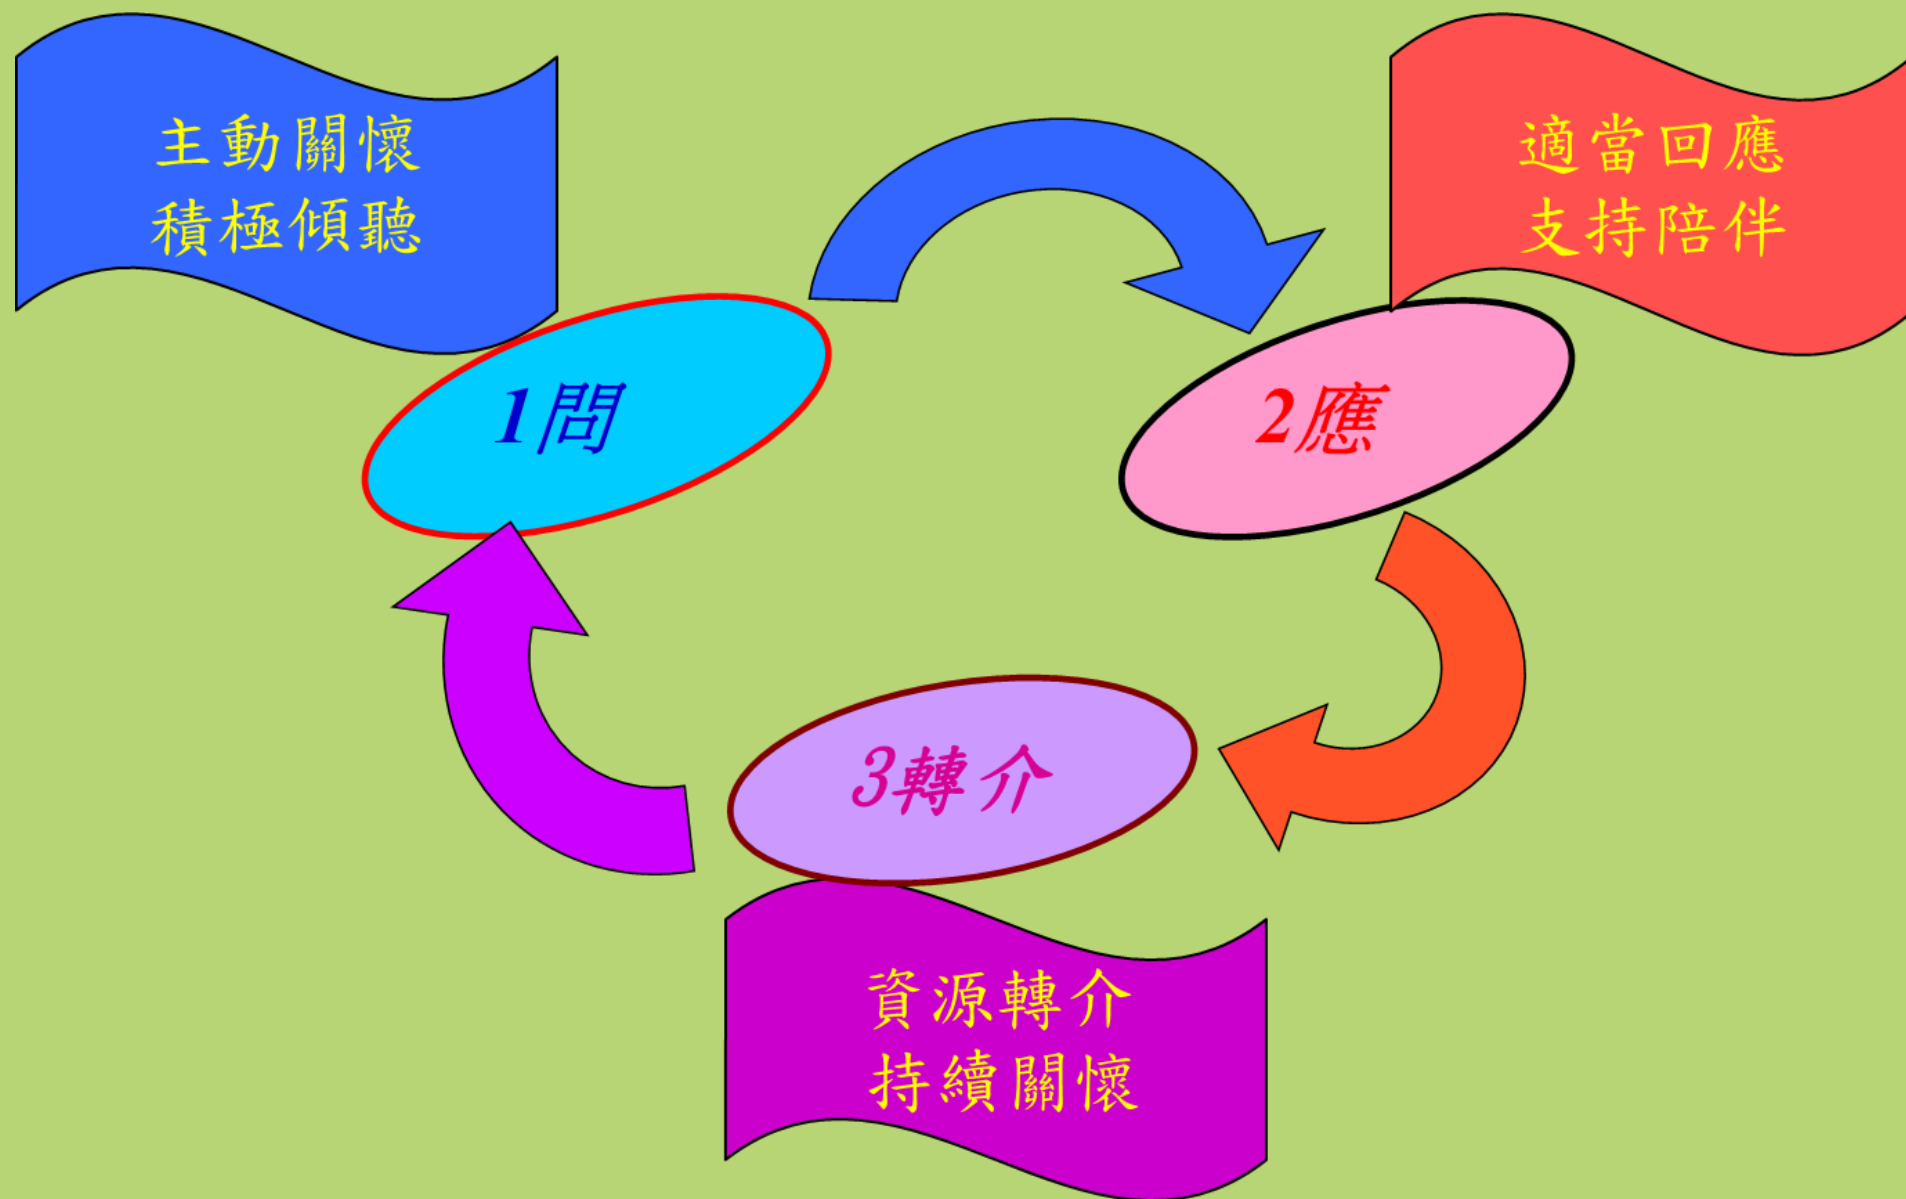 主動關懷
積極傾聽
適當回應
支持陪伴
1問
2應
3轉介
資源轉介
持續關懷